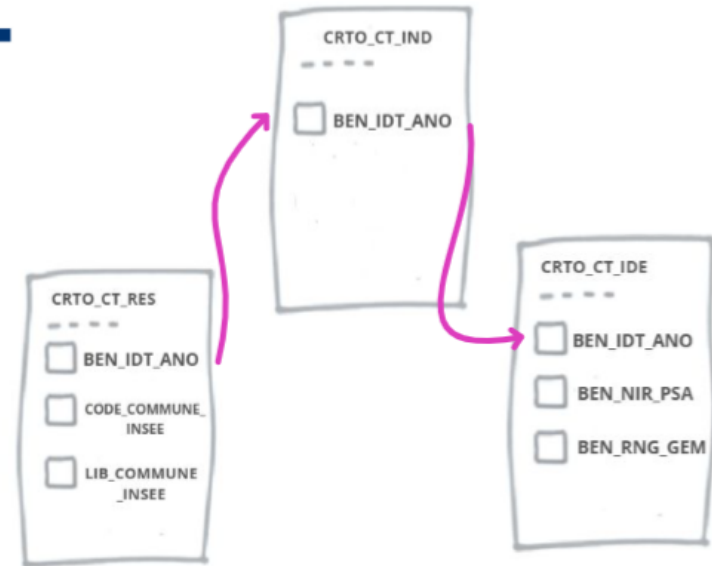 CRTO_CT_IND
BEN_IDT_ANO
CRTO_CT_RES
BEN_IDT_ANO
CODE_COMMUNE_
INSEE
LIB_COMMUNE
_INSEE
CRTO_CT_IDE
BEN_IDT_ANO
BEN_NIR_PSA
BEN_RNG_GEM